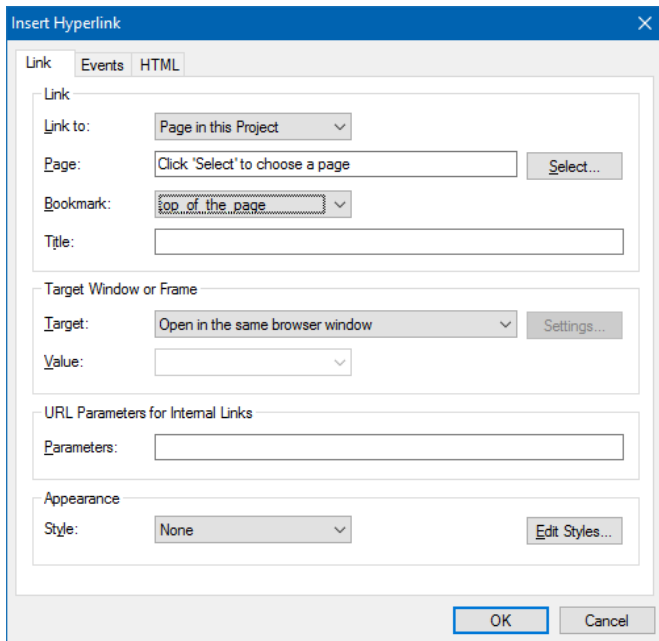 Insert Hyperlink
Link Events HTML
Link
Link to: Page in this Project
Page: Click 'Select' to choose a page Select...
Bookmark: top_of_the_page
Title:
Target Window or Frame
Target: Open in the same browser window Settings...
Value:
URL Parameters for Internal Links
Parameters:
Appearance
Style: None Edit Styles...
OK Cancel